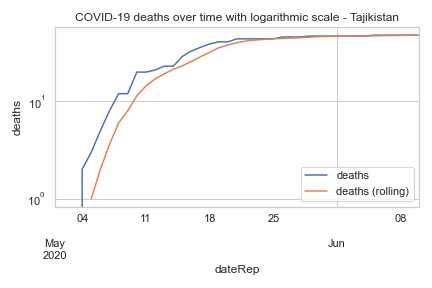 COVID-19 deaths over time with logarithmic scale - Tajikistan
deaths
10¹
10⁰
deaths
deaths (rolling)
04 11 18 25 08
May Jun
2020
dateRep